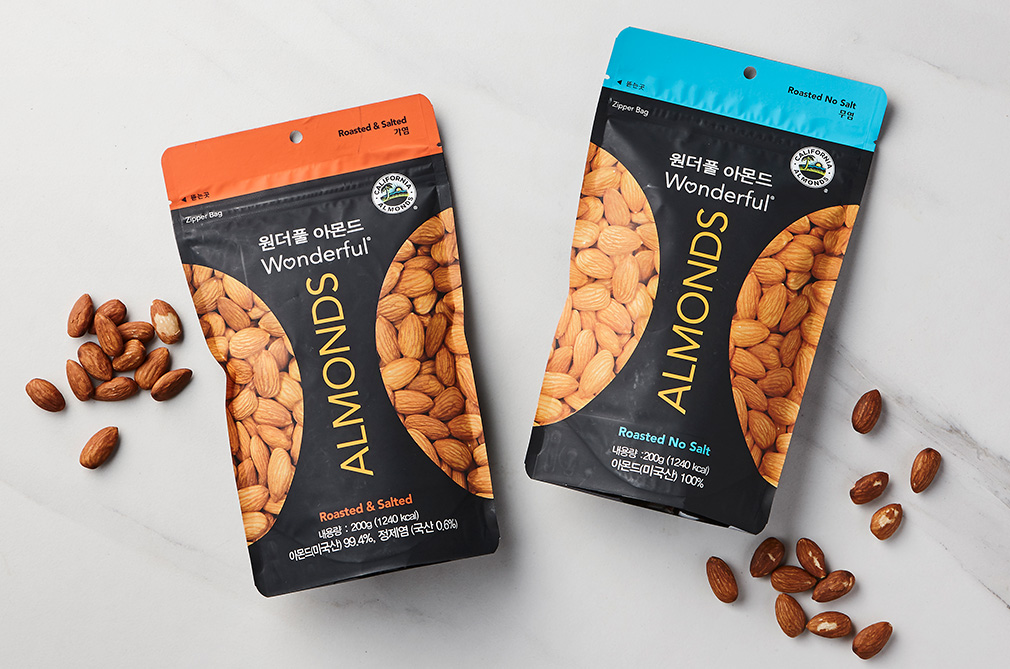 Roasted & Salted
가염
◀ 뜯는곳
Zipper Bag
CALIFORNIA
ALMONDS
원더풀 아몬드
Wonderful®
ALMONDS
Roasted & Salted
내용량 : 200g (1240 kcal)
아몬드(미국산) 99.4%, 정제염 (국산 0.6%)
◀ 뜯는곳
Roasted No Salt
무염
Zipper Bag
CALIFORNIA
ALMONDS
원더풀 아몬드
Wonderful®
ALMONDS
Roasted No Salt
내용량 :200g (1240 kcal)
아몬드(미국산) 100%